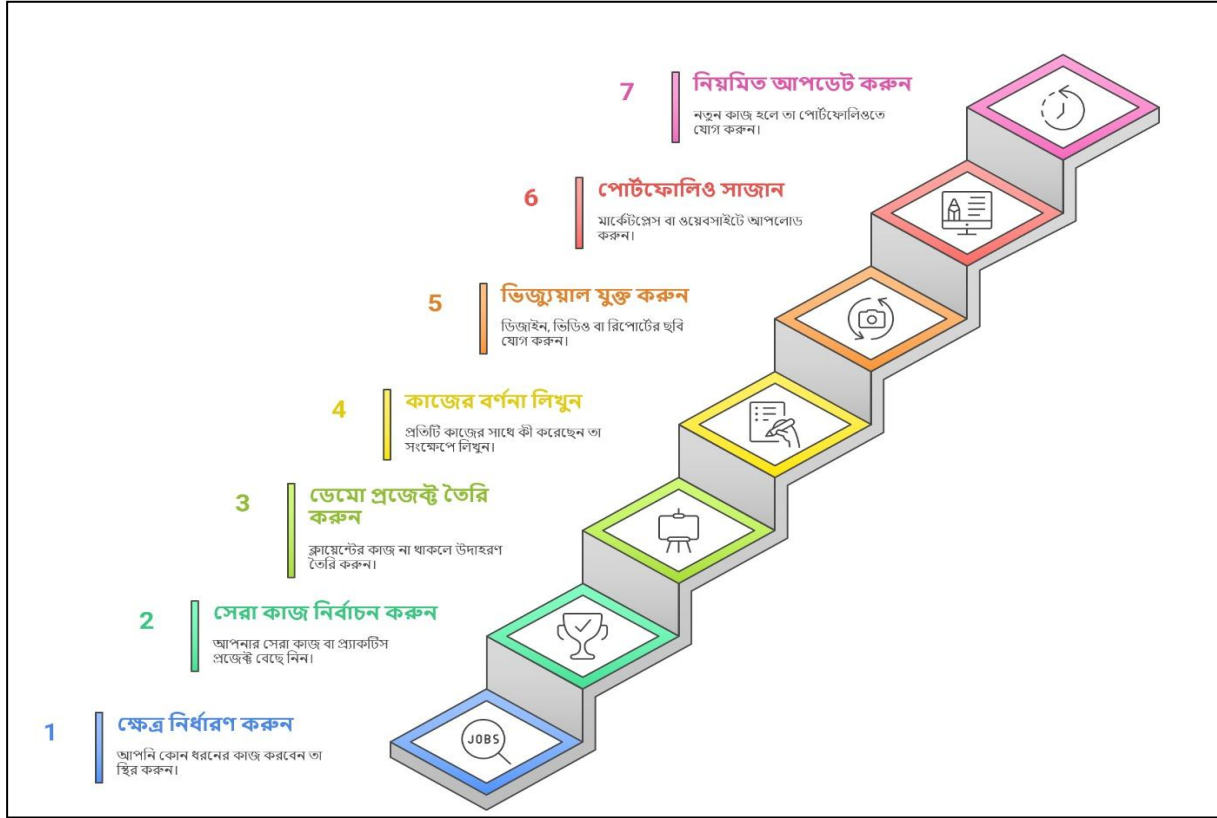 7
নিয়মিত আপডেট করুন
নতুন কাজ হলে তা পোর্টফোলিওতে
যোগ করুন।
6
পোর্টফোলিও সাজান
মার্কেটপ্লেস বা ওয়েবসাইটে আপলোড
করুন।
5
ভিজ্যুয়াল যুক্ত করুন
ডিজাইন, ভিডিও বা রিপোর্টের ছবি
যোগ করুন।
4
কাজের বর্ণনা লিখুন
প্রতিটি কাজের সাথে কী করেছেন তা
সংক্ষেপে লিখুন।
3
ডেমো প্রজেক্ট তৈরি
করুন
ক্লায়েন্টের কাজ না থাকলে উদাহরণ
তৈরি করুন।
2
সেরা কাজ নির্বাচন করুন
আপনার সেরা কাজ বা প্র্যাকটিস
প্রজেক্ট বেছে নিন।
1
ক্ষেত্র নির্ধারণ করুন
আপনি কোন ধরনের কাজ করবেন তা
স্থির করুন।
JOBS